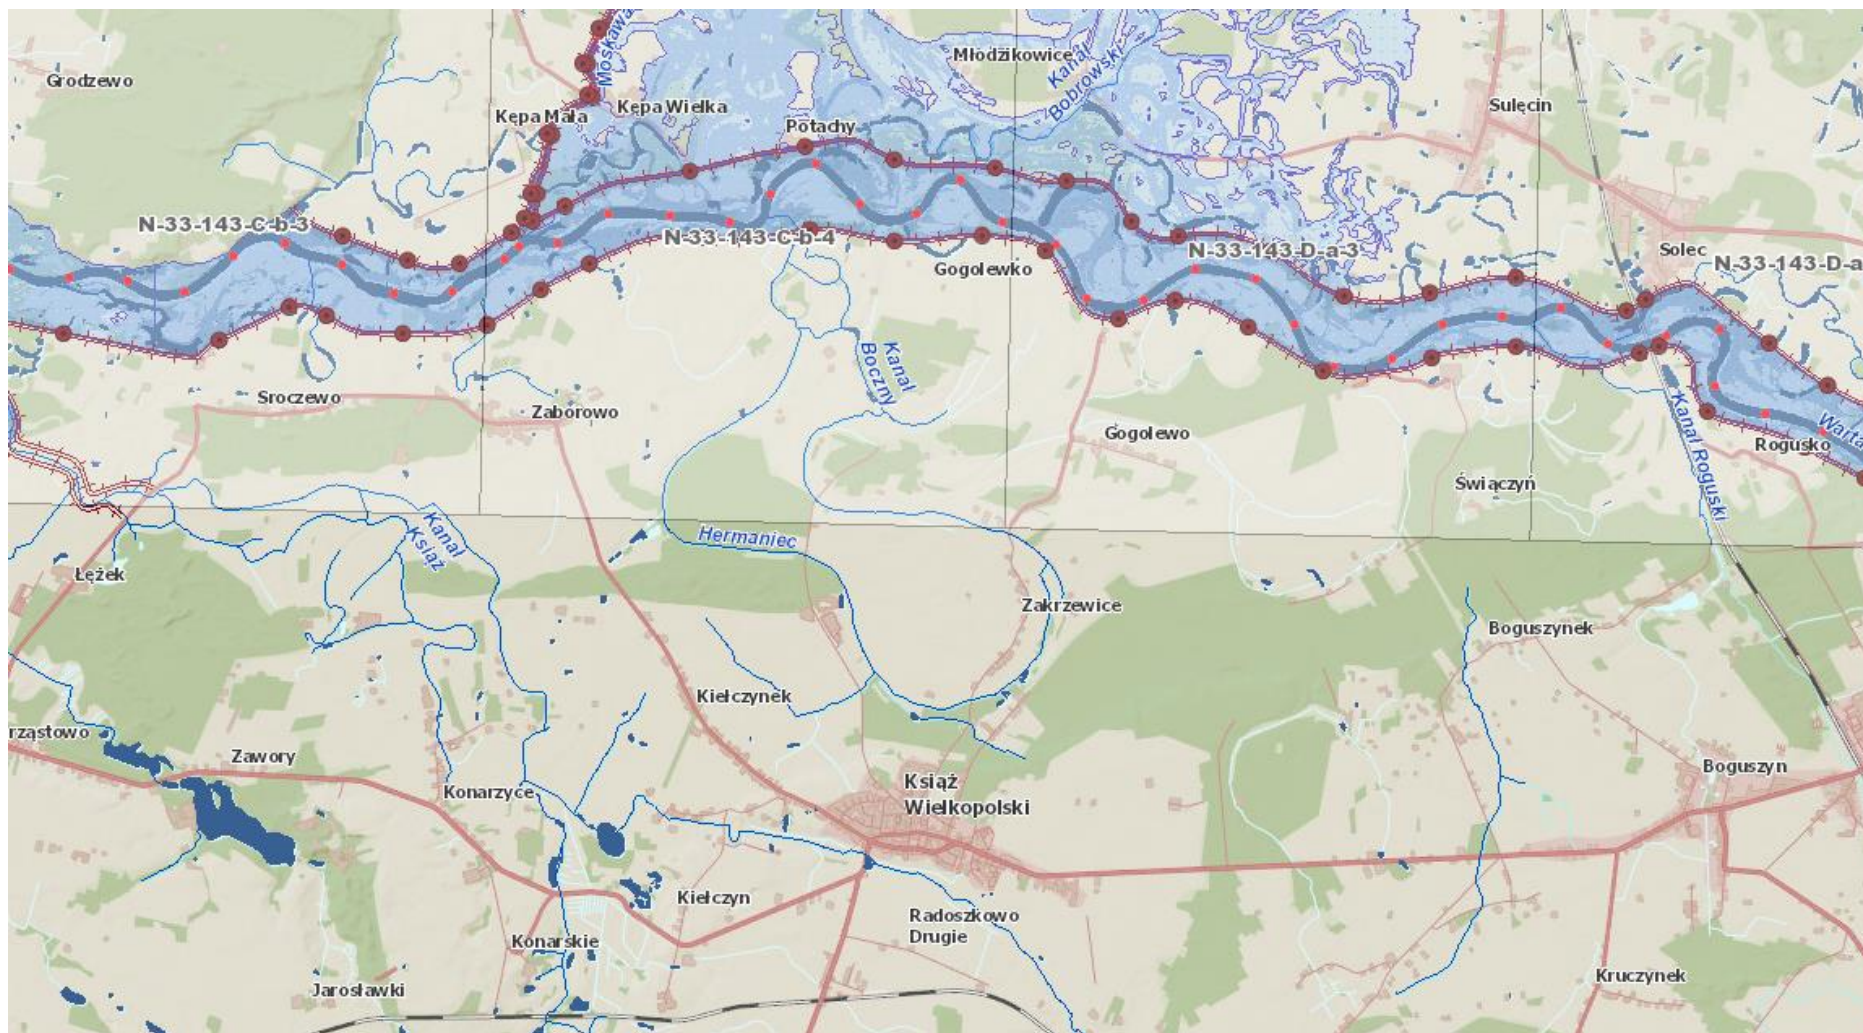 Moskawa
Młodzikowice
Grodzewo
Kanał
Bobrowski
Kępa Wielka
Sulęcin
Kępa Mała
Potachy
N-33-143-C-b-3
N-33-143-C-b-4
N-33-143-D-a-3
Solec
N-33-143-D-a
Gogolewko
Kanał
Boczny
Sroczewo
Zaborowo
Kanał Roguski
Warta
Gogolewo
Rogusko
Świączyń
Kanał
Książ
Hermaniec
Łężek
Zakrzewice
Boguszynek
Kiełczynek
rząstowo
Zawory
Boguszyn
Książ
Wielkopolski
Konarzyce
Kiełczyn
Radoszkowo
Drugie
Konarskie
Kruczynek
Jarosławki